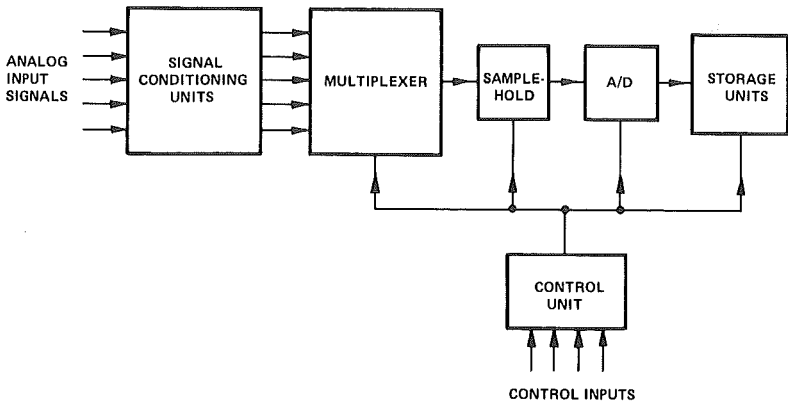 ANALOG
INPUT
SIGNALS
SIGNAL
CONDITIONING
UNITS
MULTIPLEXER
SAMPLE-
HOLD
A/D
STORAGE
UNITS
CONTROL
UNIT
CONTROL INPUTS